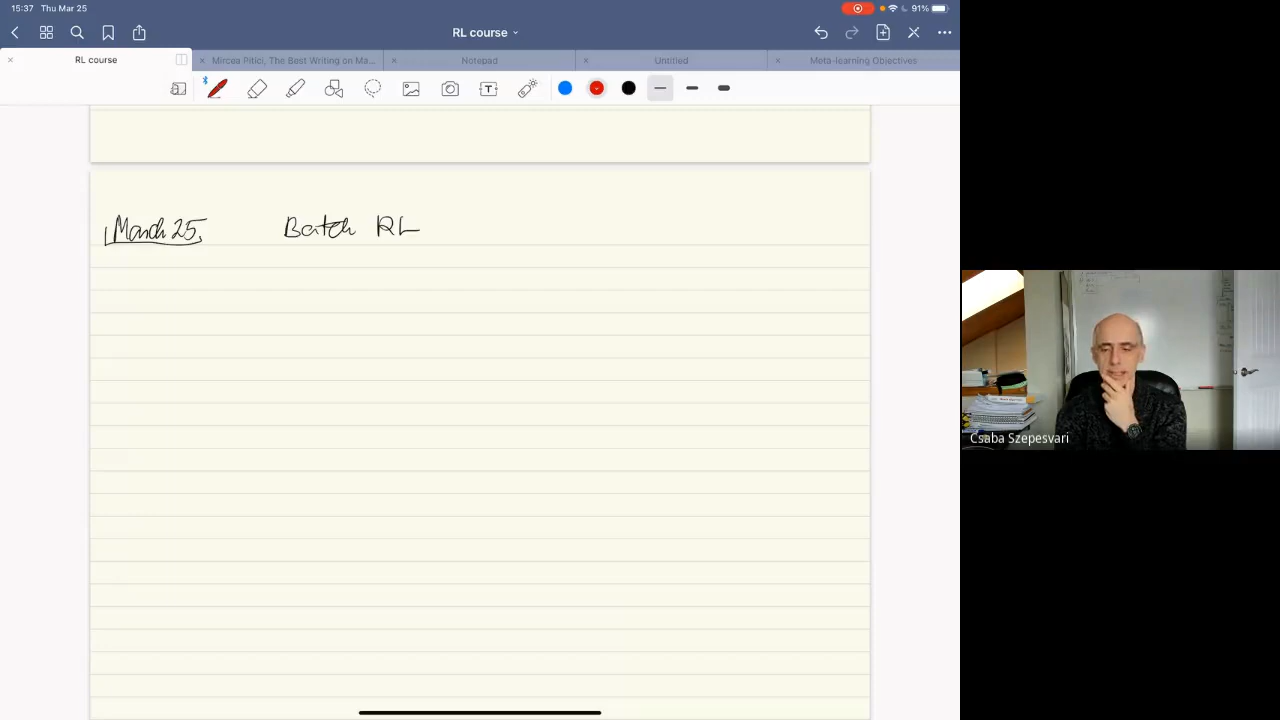 15:37 Thu Mar 25
91%
RL course
RL course
Mircea Pitici, The Best Writing on Ma...
Notepad
Untitled
Meta-learning Objectives
March 25, Batch RL
Csaba Szepesvari